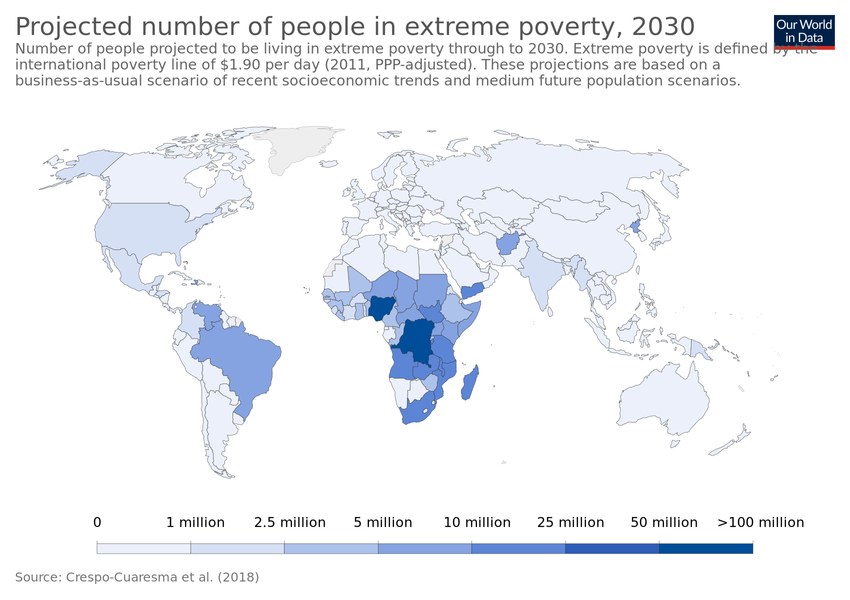 Projected number of people in extreme poverty, 2030
Our World
in Data
Number of people projected to be living in extreme poverty through to 2030. Extreme poverty is defined by the
international poverty line of $1.90 per day (2011, PPP-adjusted). These projections are based on a
business-as-usual scenario of recent socioeconomic trends and medium future population scenarios.
0 1 million 2.5 million 5 million 10 million 25 million 50 million >100 million
Source: Crespo-Cuaresma et al. (2018)